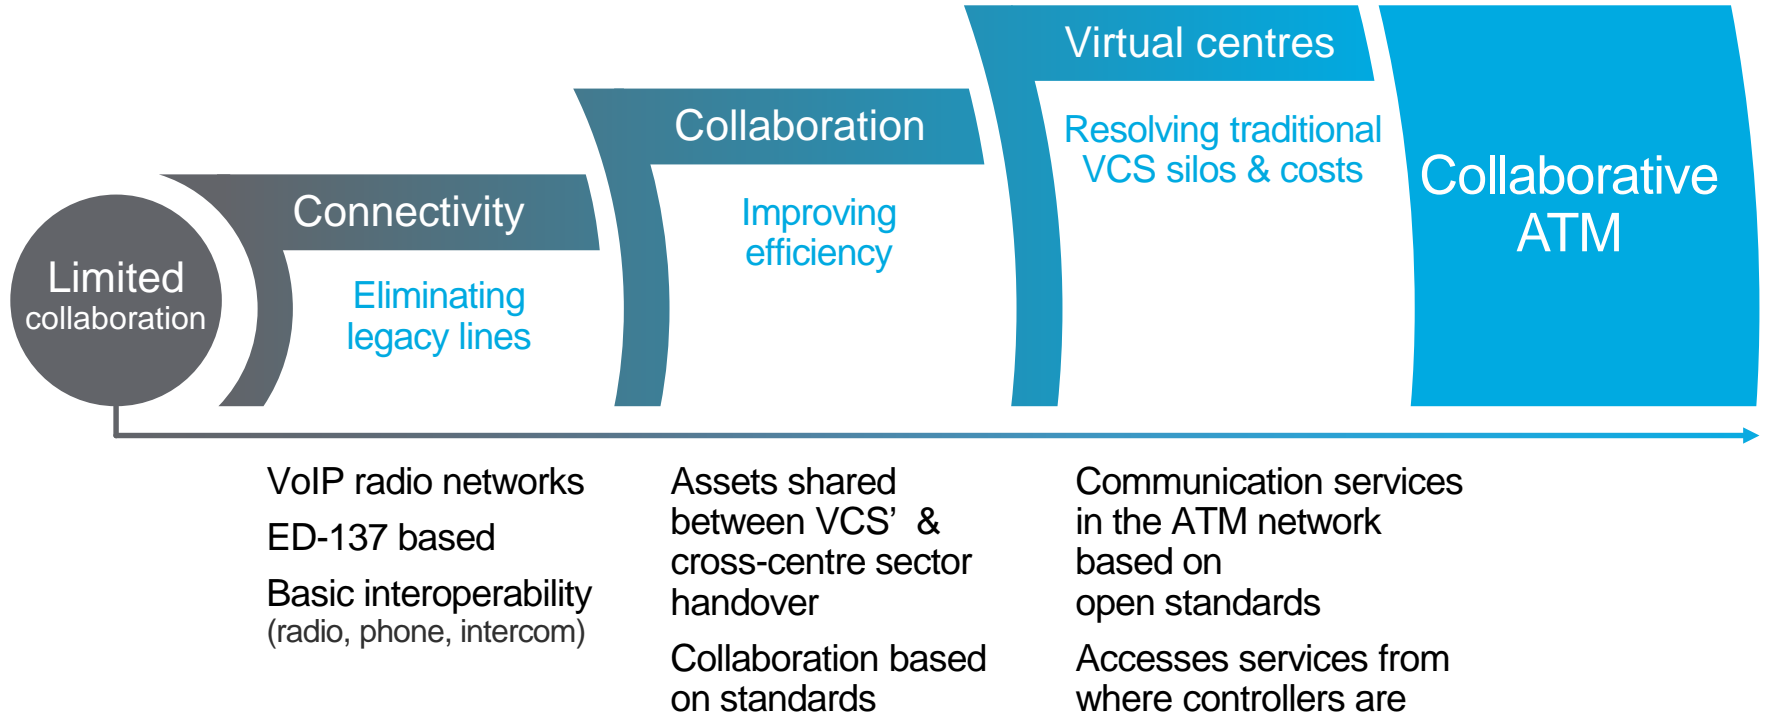 Limited
collaboration
Connectivity
Eliminating
legacy lines
Collaboration
Improving
efficiency
Virtual centres
Resolving traditional
VCS silos & costs
Collaborative
ATM
VoIP radio networks
ED-137 based
Basic interoperability
(radio, phone, intercom)
Assets shared
between VCS’ &
cross-centre sector
handover
Collaboration based
on standards
Communication services
in the ATM network
based on
open standards
Accesses services from
where controllers are